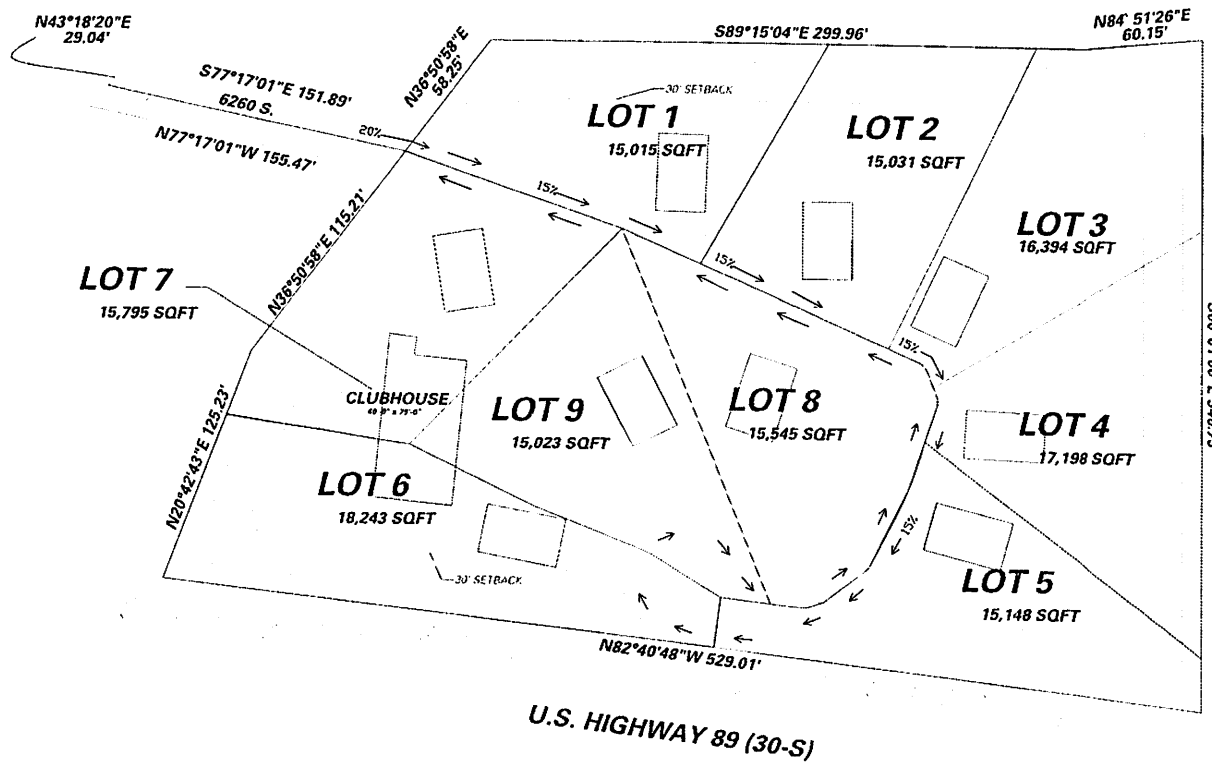 N43°18'20"E
29.04'
S77°17'01"E 151.89'
6260 S.
N77°17'01"W 155.47'
20%
N36°50'58"E
58.25'
S89°15'04"E 299.96'
N84°51'26"E
60.15'
30' SETBACK
LOT 1
15,015 SQFT
LOT 2
15,031 SQFT
LOT 3
16,394 SQFT
15%
15%
15%
N36°50'58"E 115.21'
LOT 7
15,795 SQFT
CLUBHOUSE
LOT 9
15,023 SQFT
LOT 8
15,545 SQFT
LOT 4
17,198 SQFT
N20°42'43"E 125.23'
LOT 6
18,243 SQFT
15%
30' SETBACK
LOT 5
15,148 SQFT
N82°40'48"W 529.01'
U.S. HIGHWAY 89 (30-S)